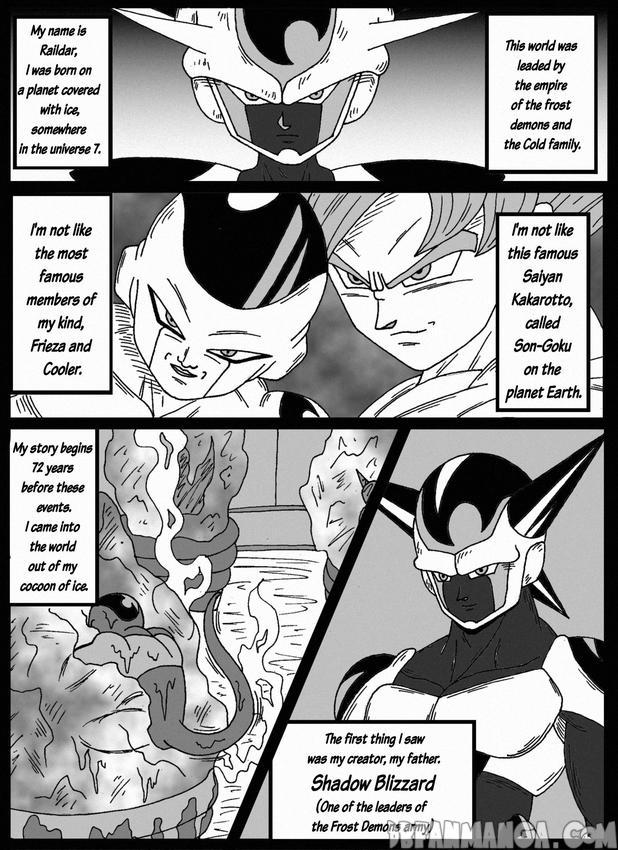 My name is
Raildar,
I was born on
a planet covered
with ice,
somewhere
in the universe 7.
This world was
leaded by
the empire
of the frost
demons and
the Cold family.
I'm not like
the most
famous
members of
my kind,
Frieza and
Cooler.
I'm not like
this famous
Saiyan
Kakarotto,
called
Son-Goku
on the
planet Earth.
My story begins
72 years
before these
events.
I came into
the world
out of my
cocoon of ice.
The first thing I saw
was my creator, my father.
Shadow Blizzard
(One of the leaders of
the Frost Demons army)
DBFANMANGA.COM